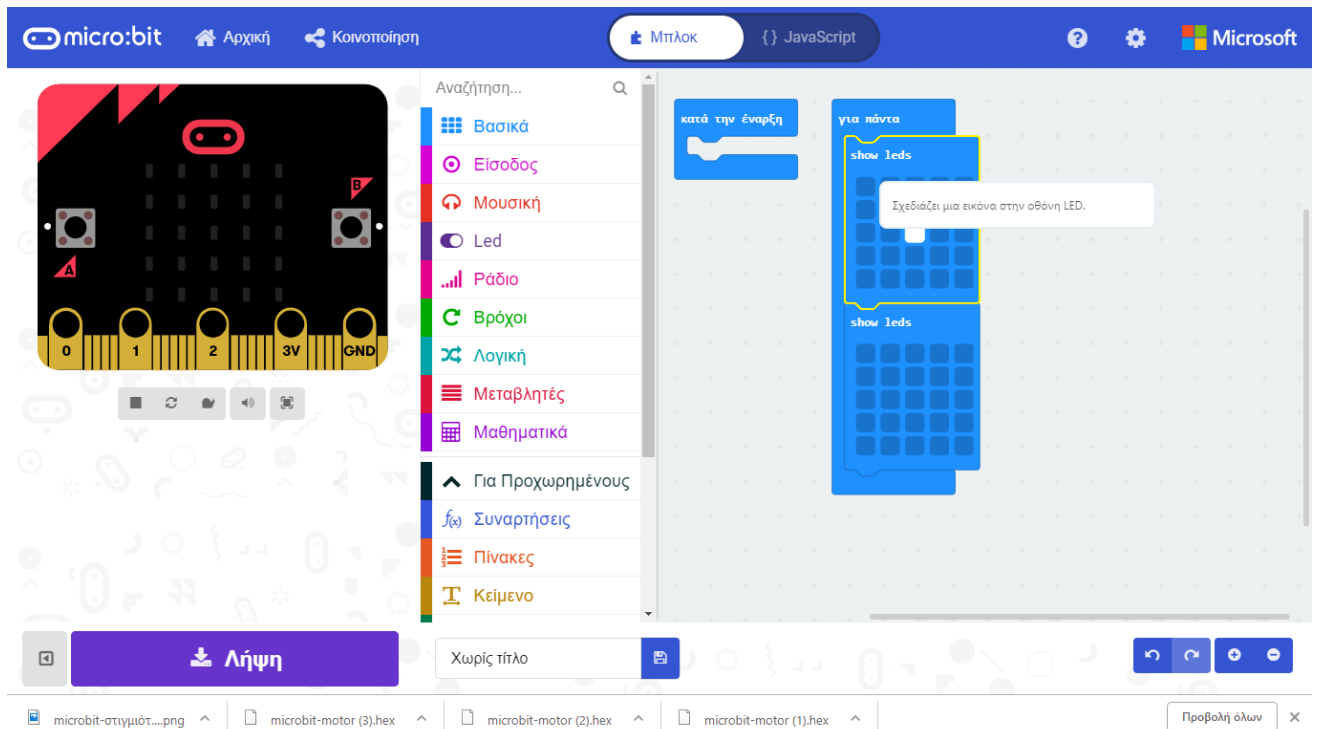 micro:bit Αρχική Κοινοποίηση Μπλοκ {} JavaScript ? Microsoft
Αναζήτηση...
Βασικά
Είσοδος
Μουσική
Led
Ράδιο
Βρόχοι
Λογική
Μεταβλητές
Μαθηματικά
Για Προχωρημένους
f(x) Συναρτήσεις
Πίνακες
Κείμενο
B
A
0 1 2 3V GND
κατά την έναρξη
για πάντα
show leds
Σχεδιάζει μια εικόνα στην οθόνη LED.
show leds
Λήψη
Χωρίς τίτλο
microbit-στιγμιότ....png microbit-motor (3).hex microbit-motor (2).hex microbit-motor (1).hex Προβολή όλων